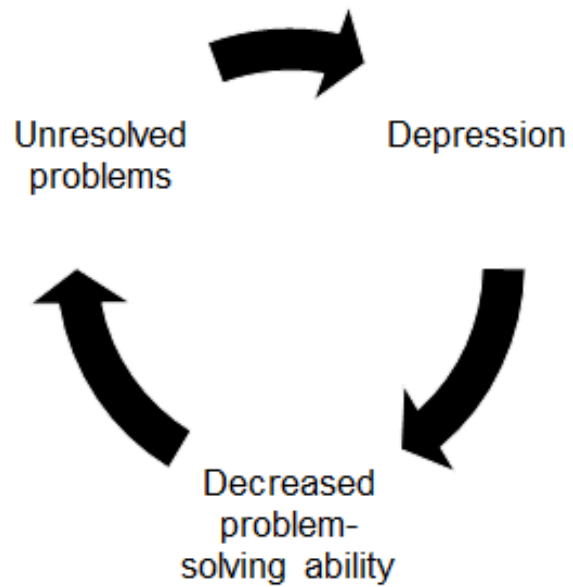 Unresolved
problems
Depression
Decreased
problem-
solving ability